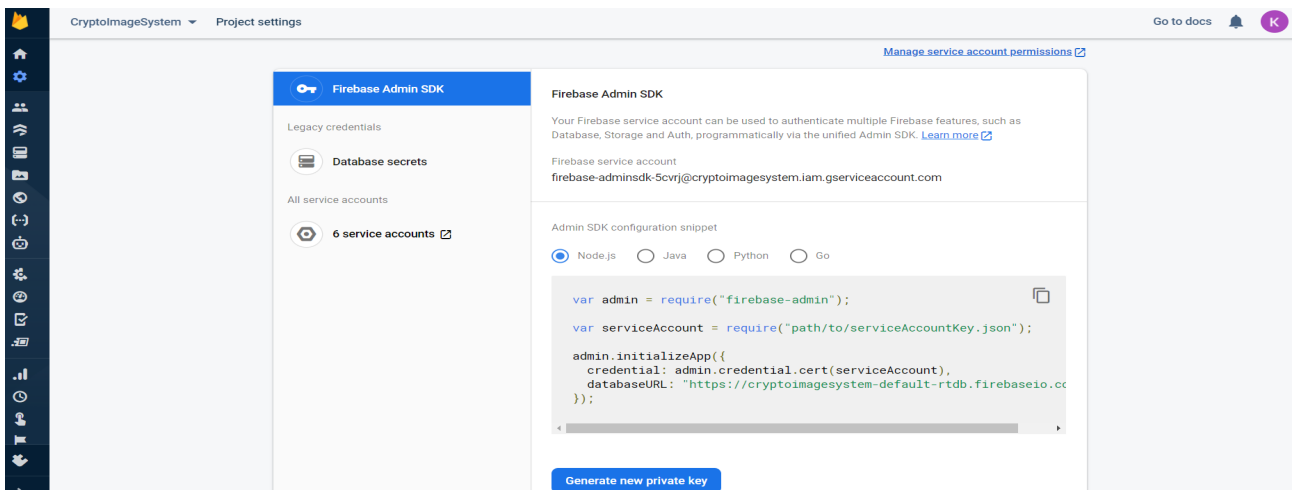 CryptoImageSystem Project settings Go to docs K
Manage service account permissions
Firebase Admin SDK
Legacy credentials
Database secrets
All service accounts
6 service accounts
Firebase Admin SDK
Your Firebase service account can be used to authenticate multiple Firebase features, such as
Database, Storage and Auth, programmatically via the unified Admin SDK. Learn more
Firebase service account
firebase-adminsdk-5cvrj@cryptoimagesystem.iam.gserviceaccount.com
Admin SDK configuration snippet
Node.js Java Python Go
var admin = require("firebase-admin");
var serviceAccount = require("path/to/serviceAccountKey.json");
admin.initializeApp({
credential: admin.credential.cert(serviceAccount),
databaseURL: "https://cryptoimagesystem-default-rtdb.firebaseio.co
});
Generate new private key